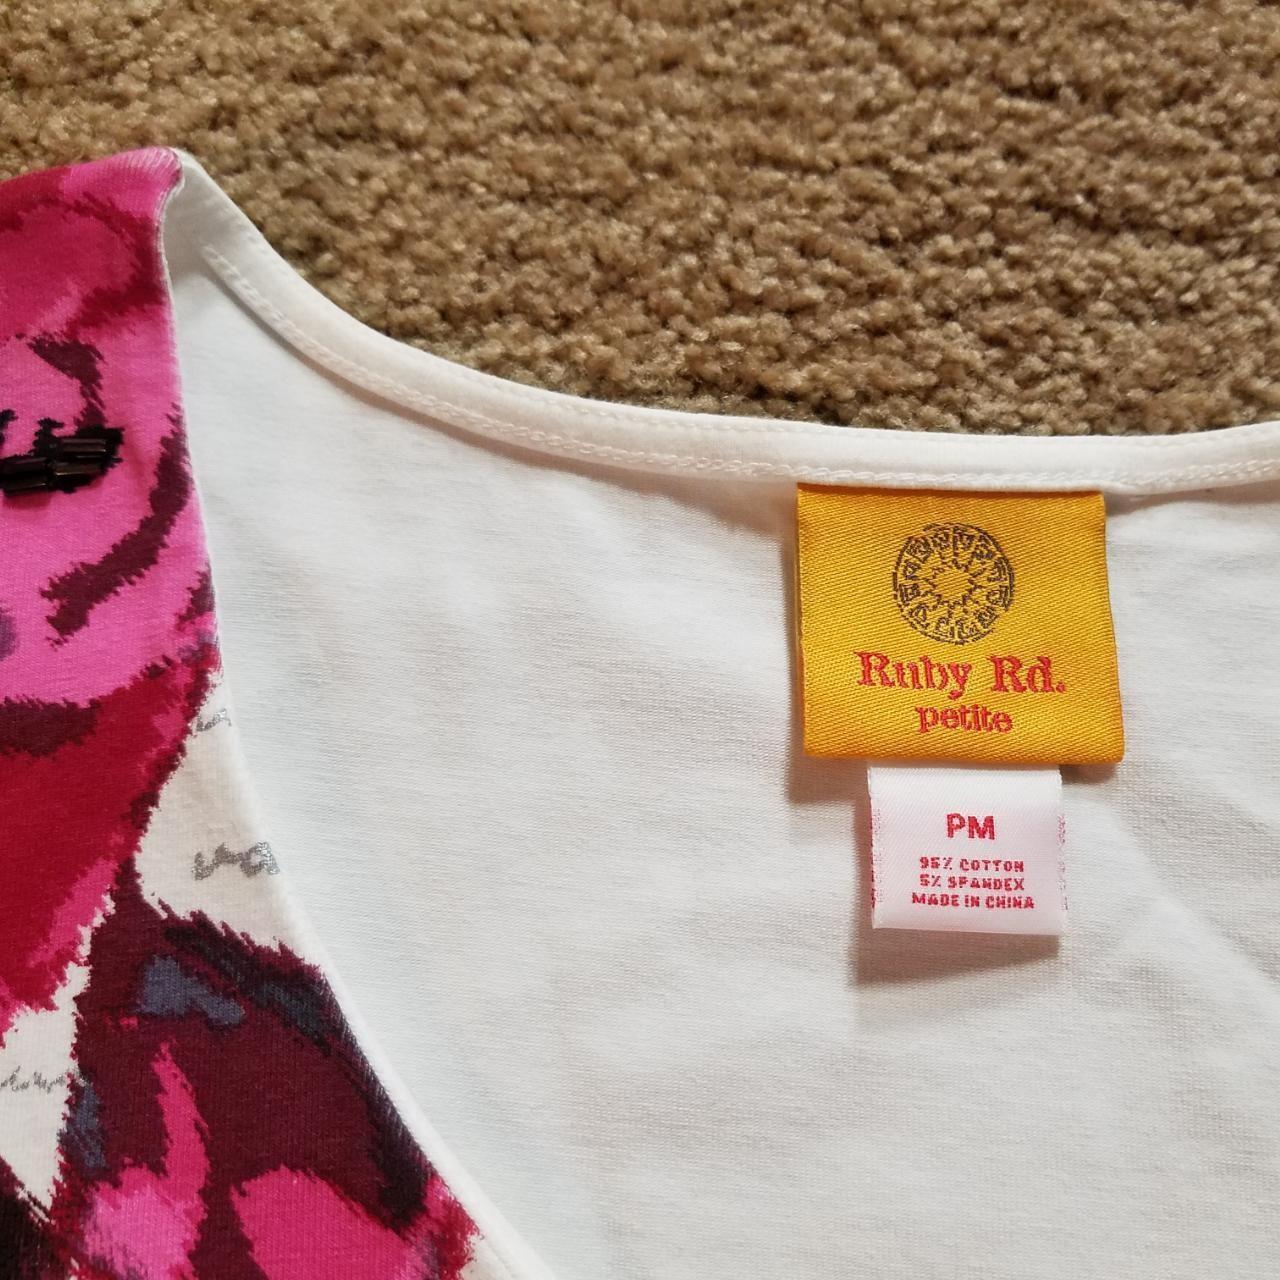 Ruby Rd.
petite
PM
95% COTTON
5% SPANDEX
MADE IN CHINA